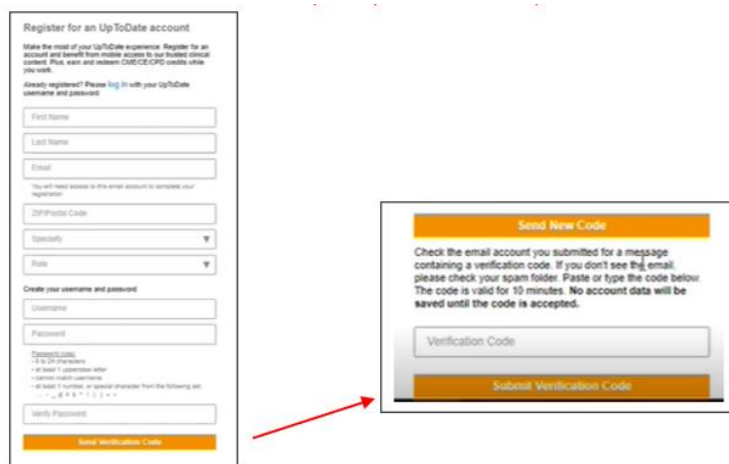 Register for an UpToDate account
Make the most of your UpToDate experience. Register for an
account and benefit from mobile access to our trusted clinical
content. Plus, earn and redeem CME/CE/CPD credits while
you work.
Already registered? Please log in with your UpToDate
username and password
First Name
Last Name
Email
You will need access to this email account to complete your
registration
ZIP/Postal Code
Specialty
Role
Create your username and password
Username
Password
Password rules:
- 8 to 24 characters
- at least 1 uppercase letter
- cannot match username
- at least 1 number, or special character from the following set:
Verify Password
Send Verification Code
Send New Code
Check the email account you submitted for a message
containing a verification code. If you don't see the email,
please check your spam folder. Paste or type the code below.
The code is valid for 10 minutes. No account data will be
saved until the code is accepted.
Verification Code
Submit Verification Code